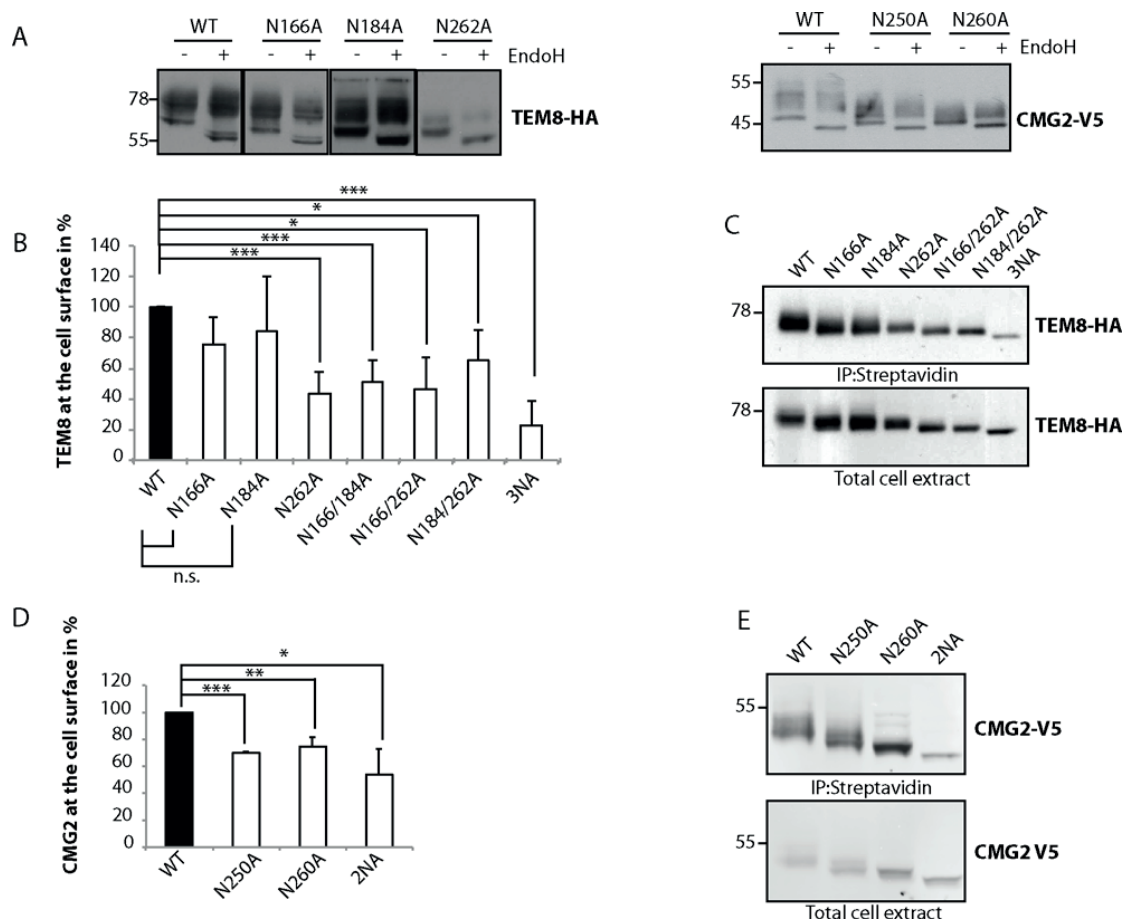 A
WT N166A N184A N262A
- + - + - + - + EndoH
78
55
TEM8-HA
WT N250A N260A
- + - + - + EndoH
55
45
CMG2-V5
B
TEM8 at the cell surface in %
140
120
100
80
60
40
20
0
***
*
*
***
***
WT N166A N184A N262A N166/184A N166/262A N184/262A 3NA
n.s.
C
WT N166A N184A N262A N166/262A N184/262A 3NA
78
TEM8-HA
IP:Streptavidin
78
TEM8-HA
Total cell extract
D
CMG2 at the cell surface in %
120
100
80
60
40
20
0
*
**
***
WT N250A N260A 2NA
E
WT N250A N260A 2NA
55
CMG2-V5
IP:Streptavidin
55
CMG2 V5
Total cell extract